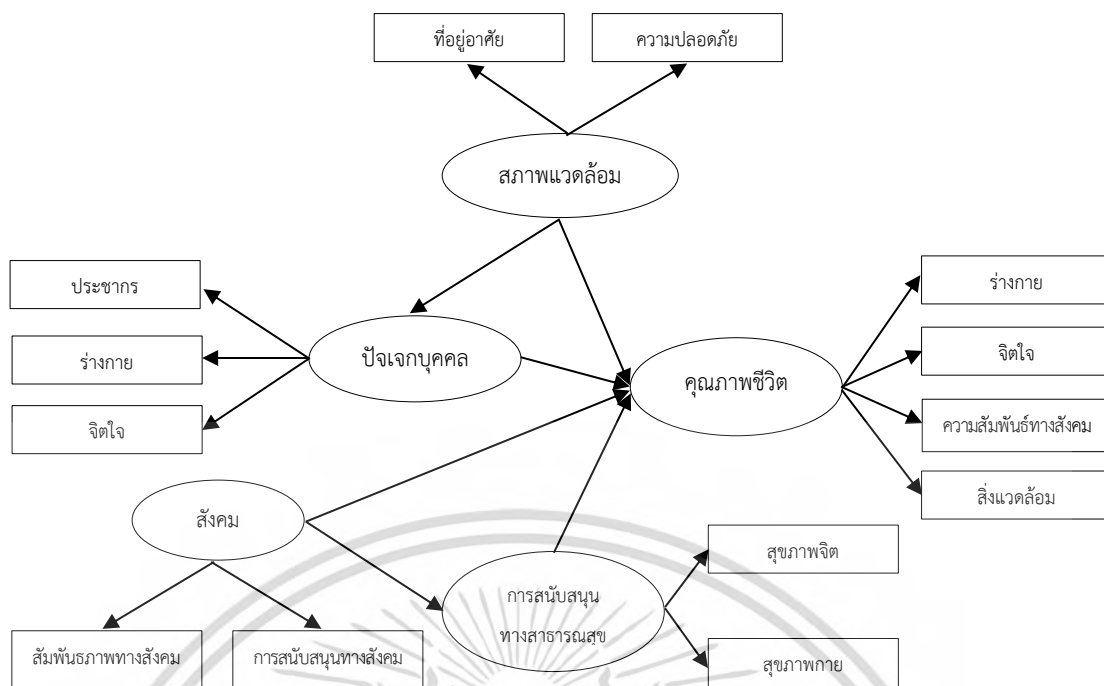 ที่อยู่อาศัย
ความปลอดภัย
สภาพแวดล้อม
ประชากร
ร่างกาย
จิตใจ
ปัจเจกบุคคล
คุณภาพชีวิต
ร่างกาย
จิตใจ
ความสัมพันธ์ทางสังคม
สิ่งแวดล้อม
สังคม
สัมพันธภาพทางสังคม
การสนับสนุนทางสังคม
การสนับสนุน
ทางสาธารณสุข
สุขภาพจิต
สุขภาพกาย